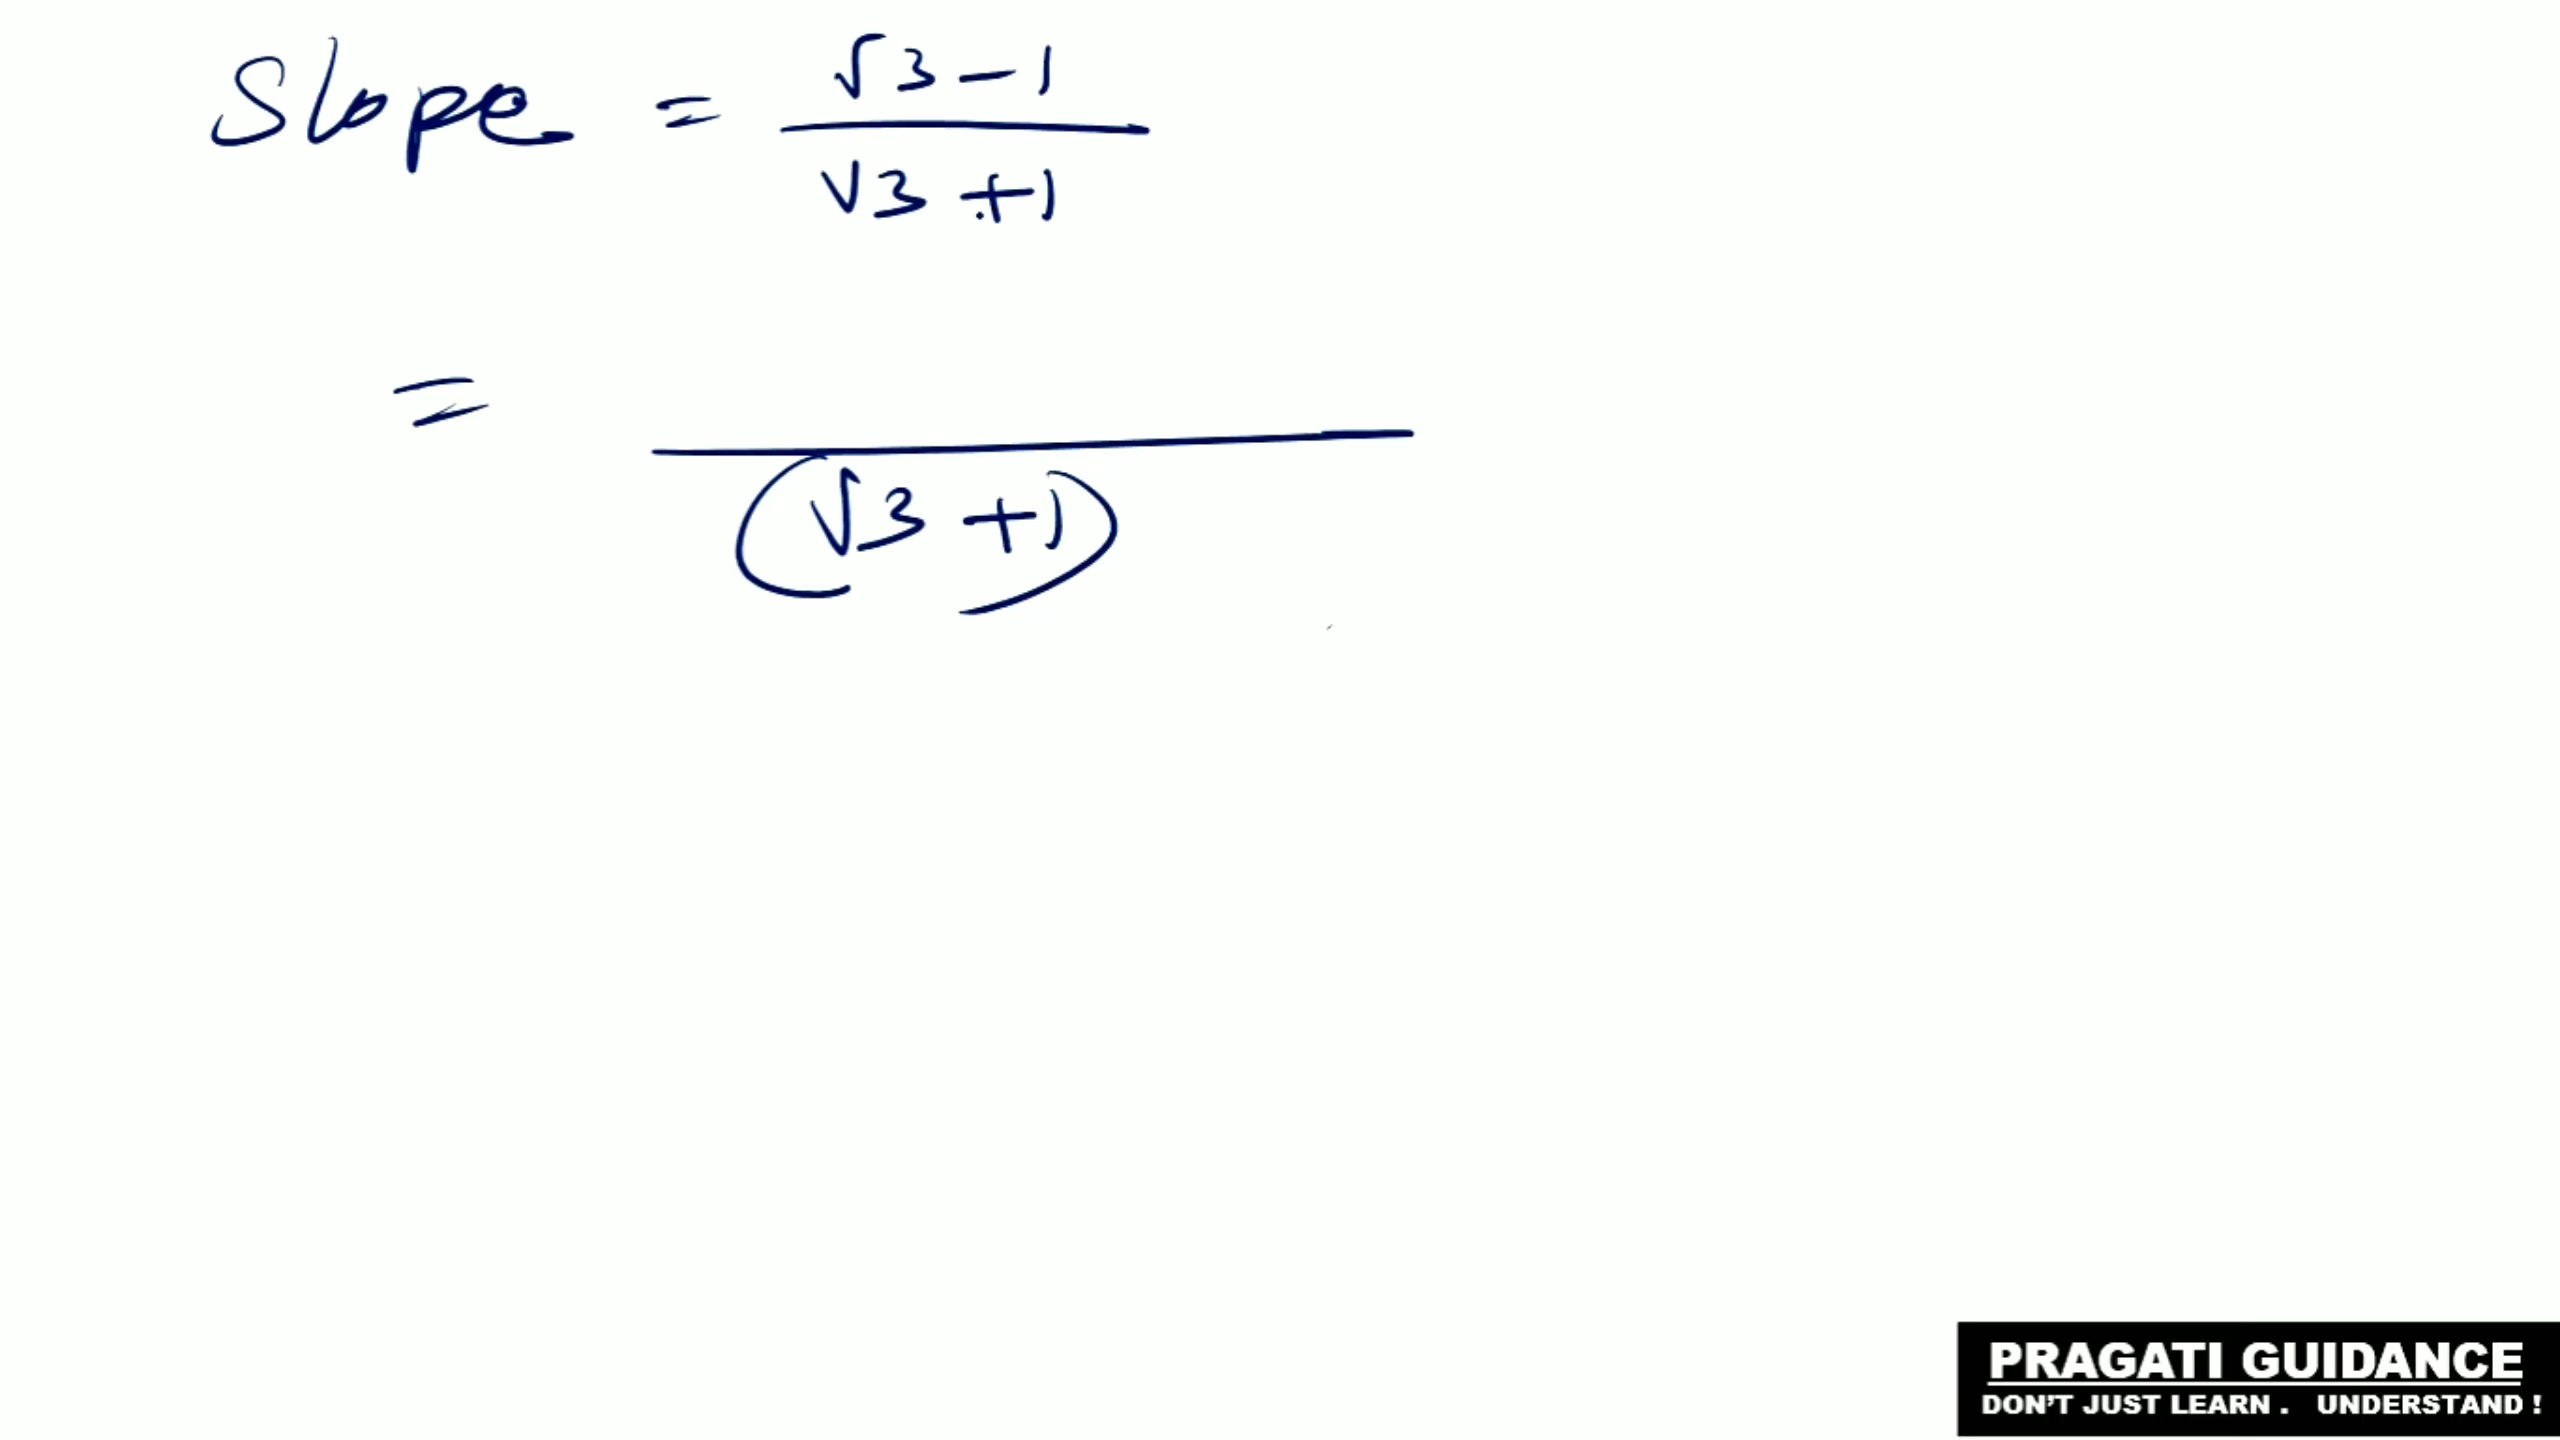 Slope = √3 - 1
√3 + 1
=
(√3 + 1)
PRAGATI GUIDANCE
DON'T JUST LEARN . UNDERSTAND !